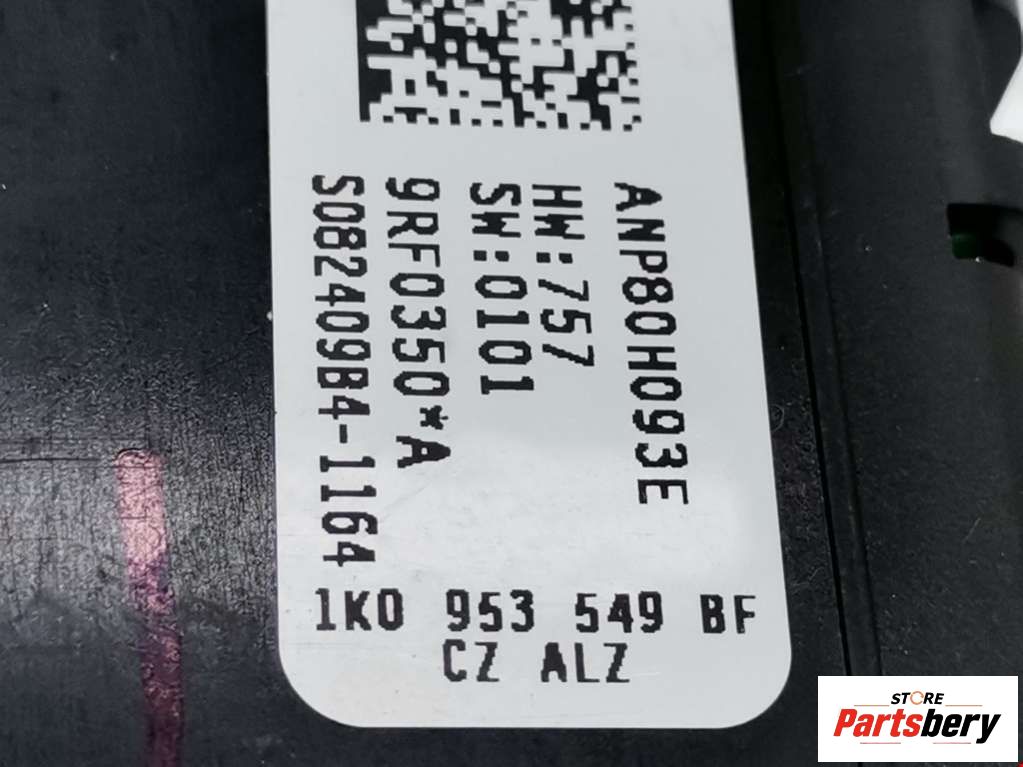 ANP80H093E
HW:757
SW:0101
9RF0350*A
S082409B4-1164
1K0 953 549 BF
CZ ALZ
STORE
Partsbery